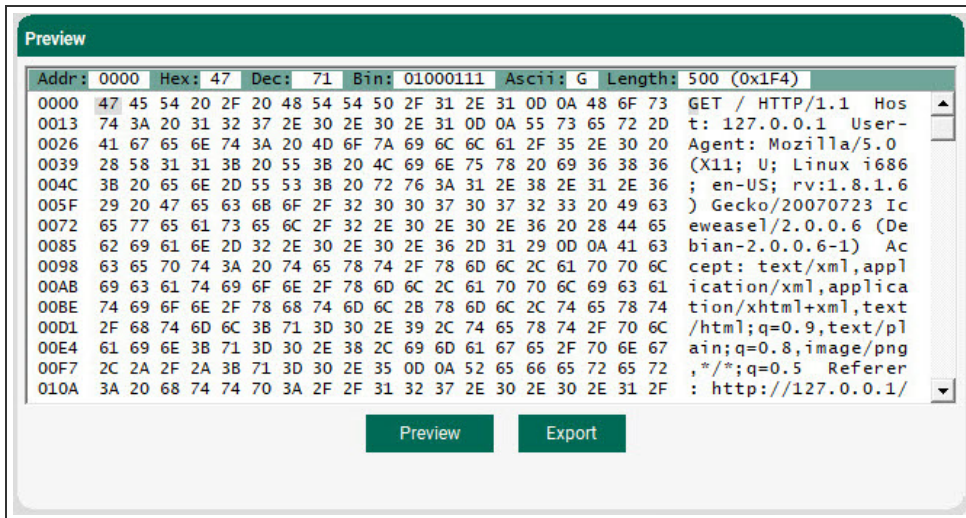 Preview
Addr: 0000 Hex: 47 Dec: 71 Bin: 01000111 Ascii: G Length: 500 (0x1F4)
0000 47 45 54 20 2F 20 48 54 54 50 2F 31 2E 31 0D 0A 48 6F 73 GET / HTTP/1.1 Hos
0013 74 3A 20 31 32 37 2E 30 2E 30 2E 31 0D 0A 55 73 65 72 2D t: 127.0.0.1 User-
0026 41 67 65 6E 74 3A 20 4D 6F 7A 69 6C 6C 61 2F 35 2E 30 20 Agent: Mozilla/5.0
0039 28 58 31 31 3B 20 55 3B 20 4C 69 6E 75 78 20 69 36 38 36 (X11; U; Linux i686
004C 3B 20 65 6E 2D 55 53 3B 20 72 76 3A 31 2E 38 2E 31 2E 36 ; en-US; rv:1.8.1.6
005F 29 20 47 65 63 6B 6F 2F 32 30 30 37 30 37 32 33 20 49 63 ) Gecko/20070723 Ic
0072 65 77 65 61 73 65 6C 2F 32 2E 30 2E 30 2E 36 20 28 44 65 eweasel/2.0.0.6 (De
0085 62 69 61 6E 2D 32 2E 30 2E 30 2E 36 2D 31 29 0D 0A 41 63 bian-2.0.0.6-1) Ac
0098 63 65 70 74 3A 20 74 65 78 74 2F 78 6D 6C 2C 61 70 70 6C cept: text/xml,appl
00AB 69 63 61 74 69 6F 6E 2F 78 6D 6C 2C 61 70 70 6C 69 63 61 ication/xml,applica
00BE 74 69 6F 6E 2F 78 68 74 6D 6C 2B 78 6D 6C 2C 74 65 78 74 tion/xhtml+xml,text
00D1 2F 68 74 6D 6C 3B 71 3D 30 2E 39 2C 74 65 78 74 2F 70 6C /html;q=0.9,text/pl
00E4 61 69 6E 3B 71 3D 30 2E 38 2C 69 6D 61 67 65 2F 70 6E 67 ain;q=0.8,image/png
00F7 2C 2A 2F 2A 3B 71 3D 30 2E 35 0D 0A 52 65 66 65 72 65 72 ,*/*;q=0.5 Referer
010A 3A 20 68 74 74 70 3A 2F 2F 31 32 37 2E 30 2E 30 2E 31 2F : http://127.0.0.1/
Preview Export